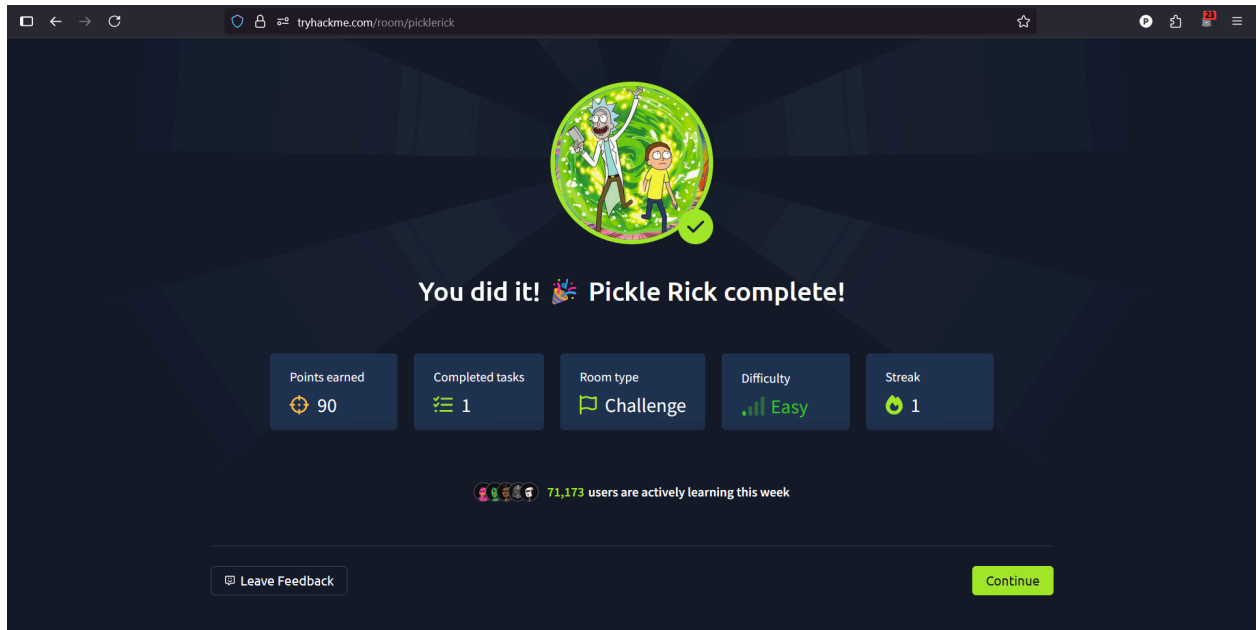 tryhackme.com/room/picklerick
P
23
You did it! 🎉 Pickle Rick complete!
Points earned
90
Completed tasks
1
Room type
Challenge
Difficulty
Easy
Streak
1
71,173 users are actively learning this week
Leave Feedback
Continue